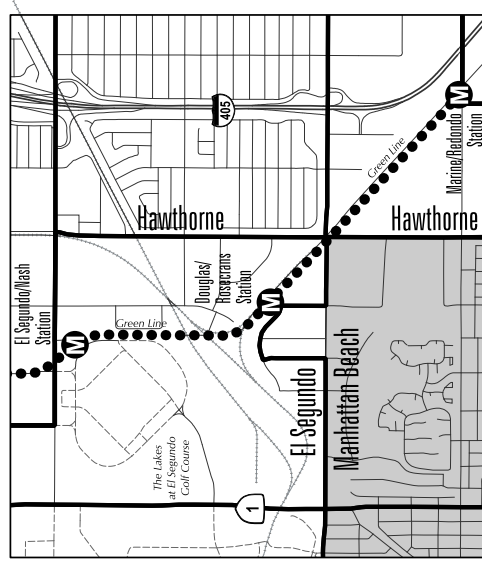 405
M
Marine/Redondo
Station
Green Line
Hawthorne
Hawthorne
El Segundo/Nash
Station
Douglas/
Rosecrans
Station
M
Green Line
M
El Segundo
Manhattan Beach
The Lakes
at El Segundo
Golf Course
1